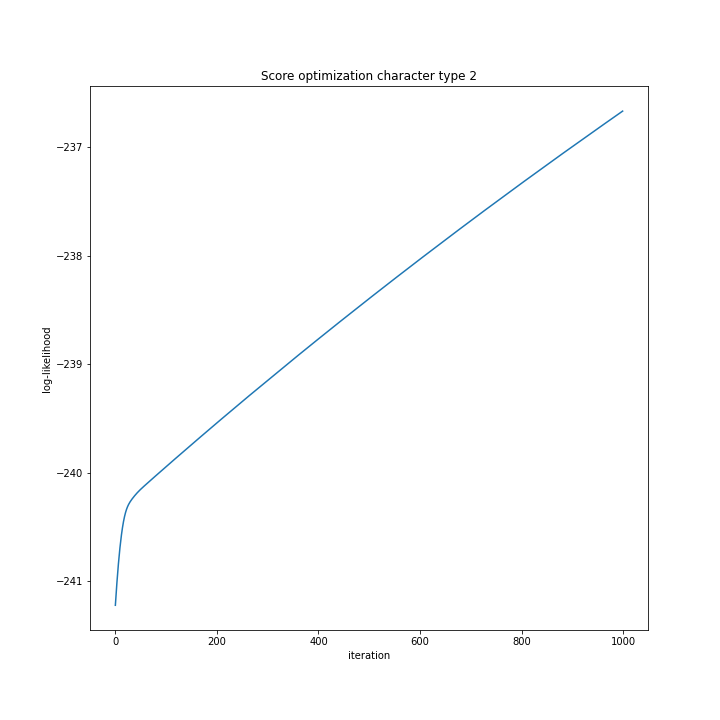 Score optimization character type 2
−237
−238
−239
−240
−241
log-likelihood
0 200 400 600 800 1000
iteration